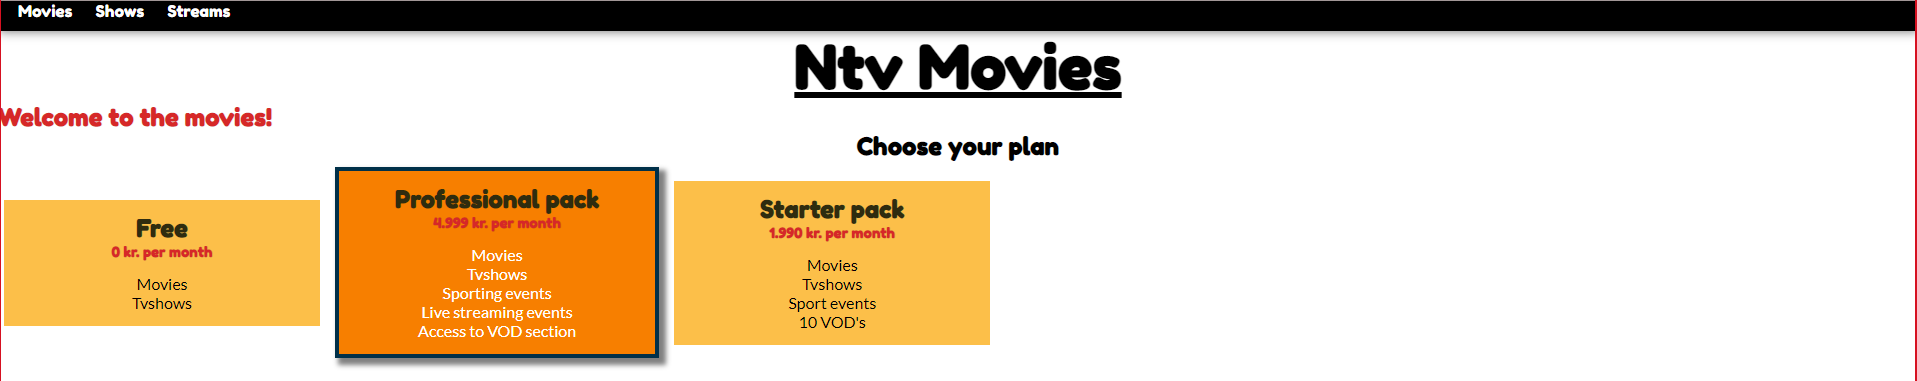 Movies Shows Streams
Ntv Movies
Welcome to the movies!
Choose your plan
Free
0 kr. per month
Movies
Tvshows
Professional pack
4.999 kr. per month
Movies
Tvshows
Sporting events
Live streaming events
Access to VOD section
Starter pack
1.990 kr. per month
Movies
Tvshows
Sport events
10 VOD's